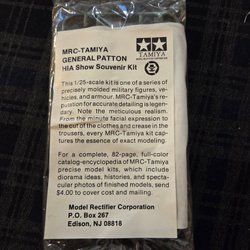 MRC-TAMIYA
GENERAL PATTON
HIA Show Souvenir Kit
TAMIYA
This 1/25-scale kit is one of a series of
precisely molded military figures, ve-
hicles, and armour. MRC-Tamiya's re-
putation for accurate detailing is legen-
dary. Note the meticulous results.
From the minute facial expression to
the cut of the clothes and crease in the
trousers, every MRC-Tamiya kit cap-
tures the essence of exact modeling.
For a complete, 82-page, full-color
catalog-encyclopedia of MRC-Tamiya
precise model kits, which include
diorama ideas, histories, and spectac-
ular photos of finished models, send
$4.00 to cover cost and mailing.
Model Rectifier Corporation
P.O. Box 267
Edison, NJ 08818